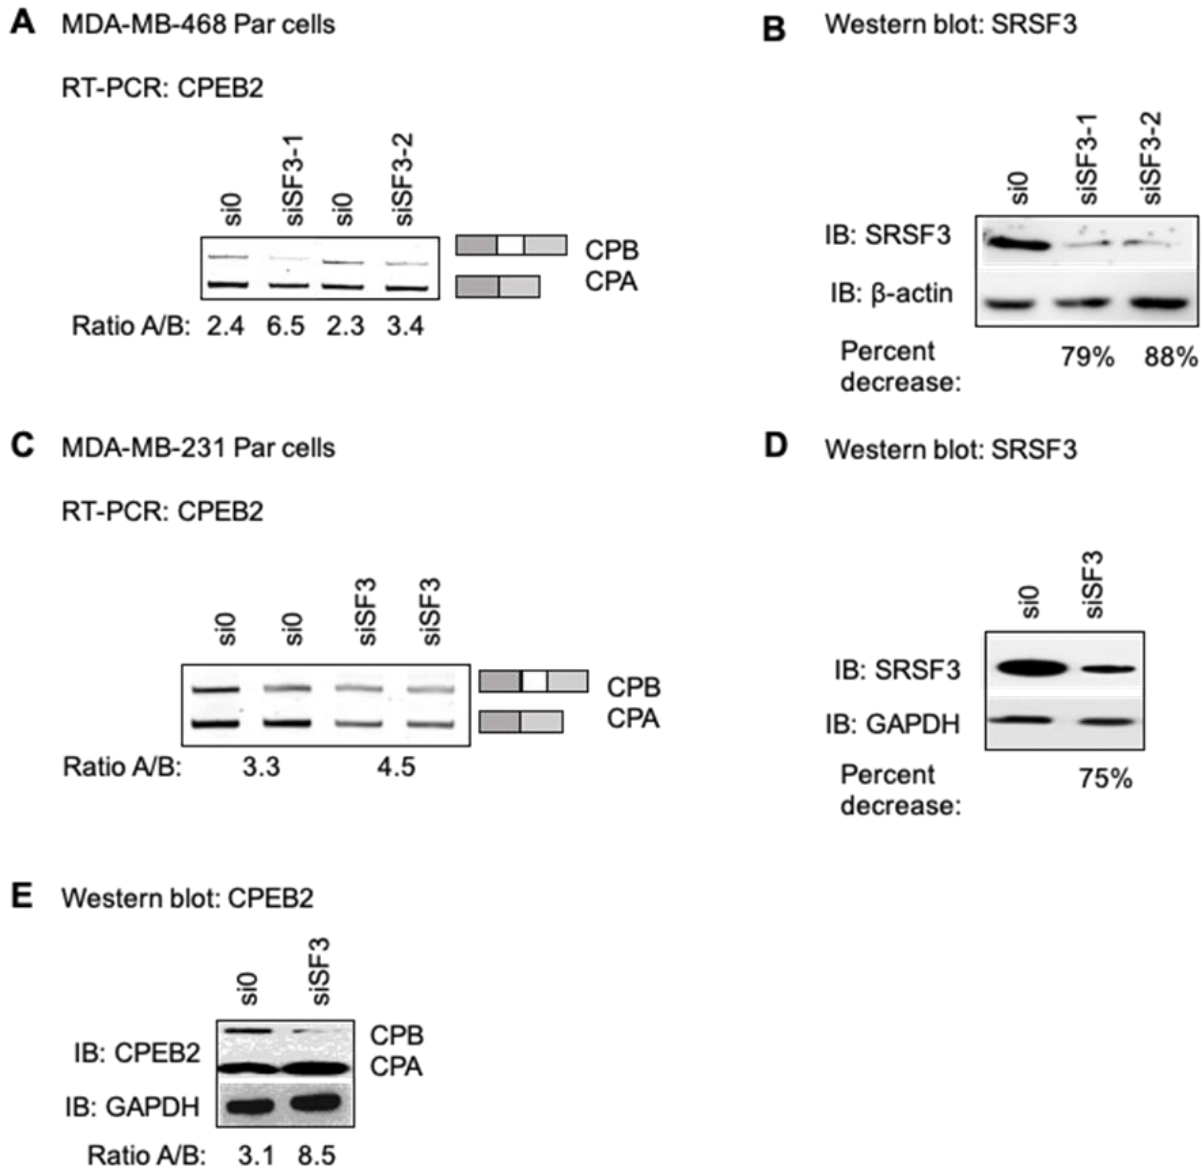 A MDA-MB-468 Par cells
RT-PCR: CPEB2
si0 siSF3-1 si0 siSF3-2
CPB
CPA
Ratio A/B: 2.4 6.5 2.3 3.4
B Western blot: SRSF3
si0 siSF3-1 siSF3-2
IB: SRSF3
IB: β-actin
Percent 79% 88%
decrease:
C MDA-MB-231 Par cells
RT-PCR: CPEB2
si0 si0 siSF3 siSF3
CPB
CPA
Ratio A/B: 3.3 4.5
D Western blot: SRSF3
si0 siSF3
IB: SRSF3
IB: GAPDH
Percent 75%
decrease:
E Western blot: CPEB2
si0 siSF3
IB: CPEB2
CPB
CPA
IB: GAPDH
Ratio A/B: 3.1 8.5